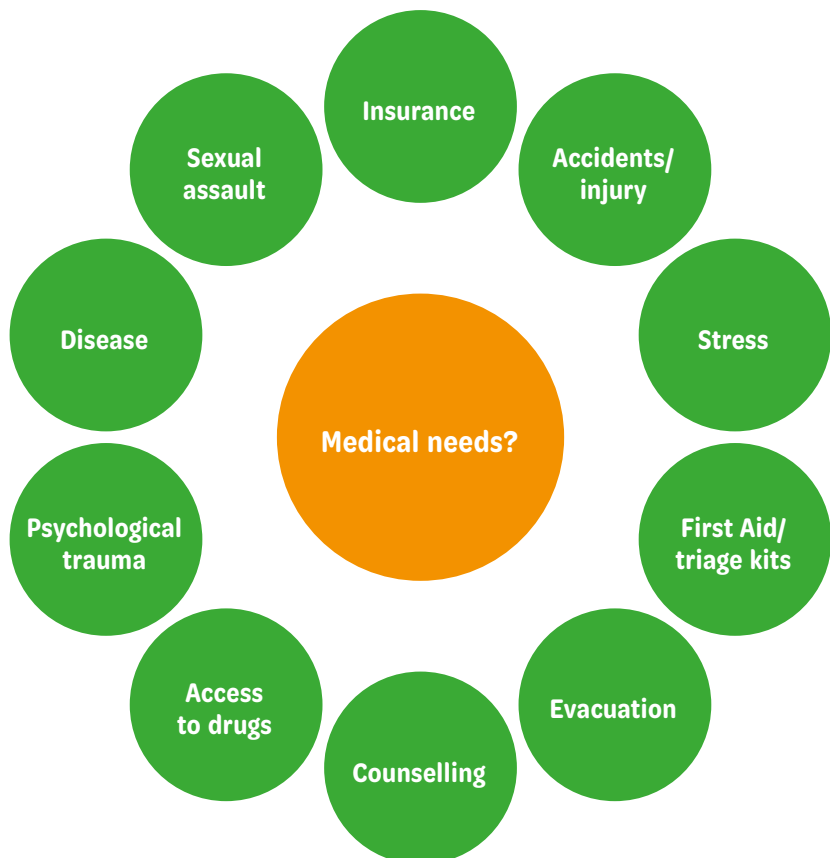 Insurance
Accidents/
injury
Stress
First Aid/
triage kits
Evacuation
Counselling
Access
to drugs
Psychological
trauma
Disease
Sexual
assault
Medical needs?